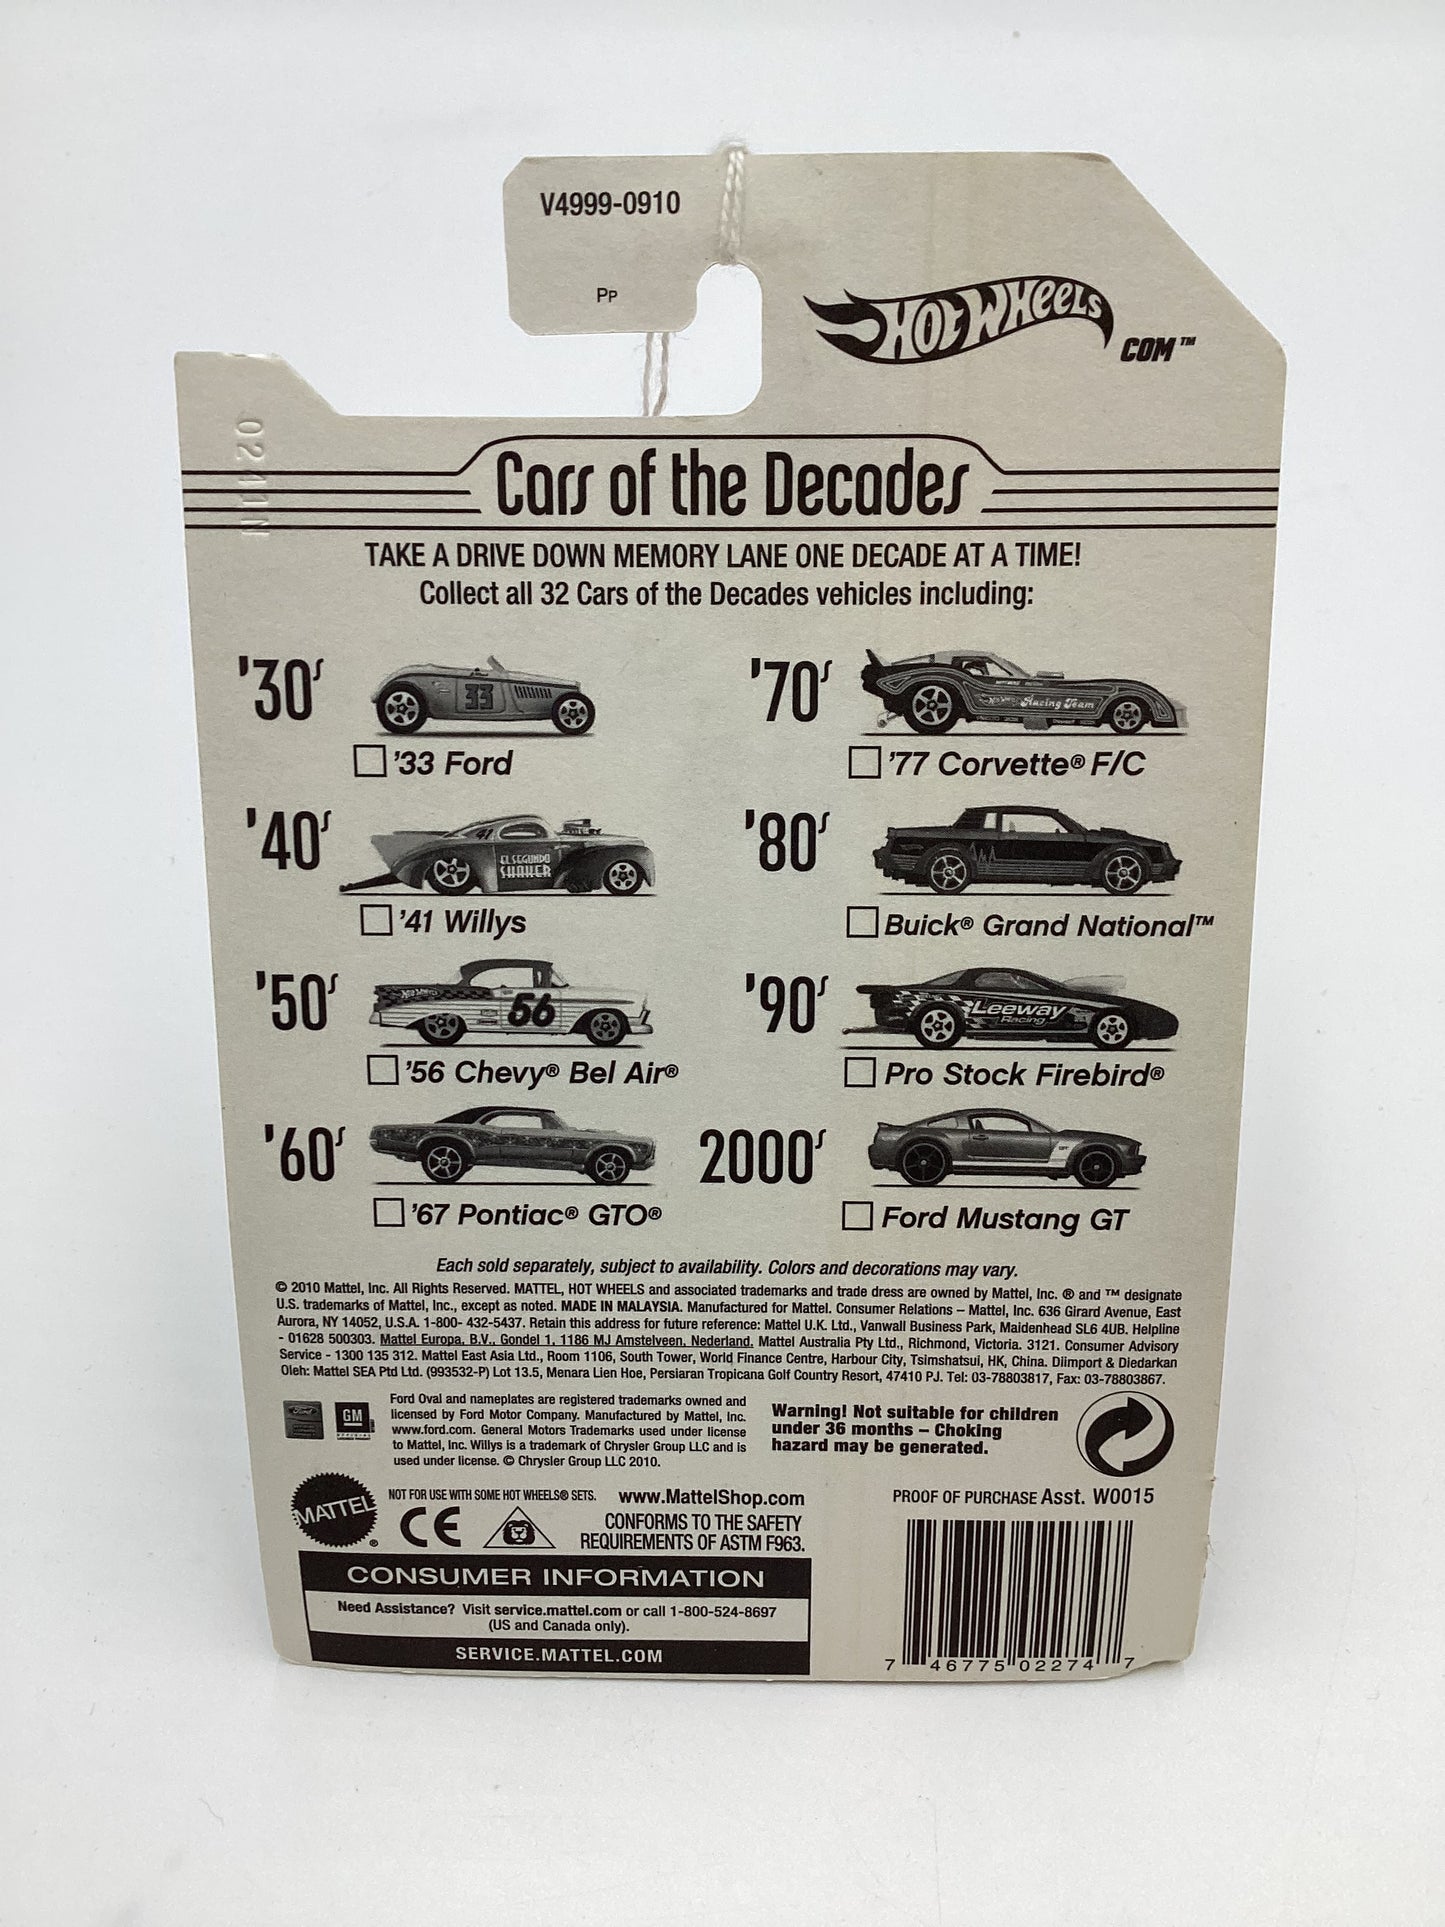 V4999-0910
Pp
Hot Wheels
.COM™
Cars of the Decades
TAKE A DRIVE DOWN MEMORY LANE ONE DECADE AT A TIME!
Collect all 32 Cars of the Decades vehicles including:
'30s
33
'33 Ford
'70s
Racing Team
'77 Corvette® F/C
'40s
41
EL SEGUNDO
SHAKER
'41 Willys
'80s
Buick® Grand National™
'50s
56
'56 Chevy® Bel Air®
'90s
Leeway
Racing
Pro Stock Firebird®
'60s
'67 Pontiac® GTO®
2000s
Ford Mustang GT
Each sold separately, subject to availability. Colors and decorations may vary.
© 2010 Mattel, Inc. All Rights Reserved. MATTEL, HOT WHEELS and associated trademarks and trade dress are owned by Mattel, Inc. ® and ™ designate
U.S. trademarks of Mattel, Inc., except as noted. MADE IN MALAYSIA. Manufactured for Mattel. Consumer Relations – Mattel, Inc. 636 Girard Avenue, East
Aurora, NY 14052, U.S.A. 1-800- 432-5437. Retain this address for future reference: Mattel U.K. Ltd., Vanwall Business Park, Maidenhead SL6 4UB. Helpline
- 01628 500303. Mattel Europa, B.V., Gondel 1, 1186 MJ Amstelveen, Nederland. Mattel Australia Pty Ltd., Richmond, Victoria. 3121. Consumer Advisory
Service - 1300 135 312. Mattel East Asia Ltd., Room 1106, South Tower, World Finance Centre, Harbour City, Tsimshatsui, HK, China. Diimport & Diedarkan
Oleh: Mattel SEA Ptd Ltd. (993532-P) Lot 13.5, Menara Lien Hoe, Persiaran Tropicana Golf Country Resort, 47410 PJ. Tel: 03-78803817, Fax: 03-78803867.
Ford
GM
Ford Oval and nameplates are registered trademarks owned and
licensed by Ford Motor Company. Manufactured by Mattel, Inc.
www.ford.com. General Motors Trademarks used under license
to Mattel, Inc. Willys is a trademark of Chrysler Group LLC and is
used under license. © Chrysler Group LLC 2010.
Warning! Not suitable for children
under 36 months – Choking
hazard may be generated.
MATTEL®
NOT FOR USE WITH SOME HOT WHEELS® SETS.
www.MattelShop.com
CE
CONFORMS TO THE SAFETY
REQUIREMENTS OF ASTM F963.
PROOF OF PURCHASE Asst. W0015
CONSUMER INFORMATION
Need Assistance? Visit service.mattel.com or call 1-800-524-8697
(US and Canada only).
SERVICE.MATTEL.COM
7 46775 02274 7